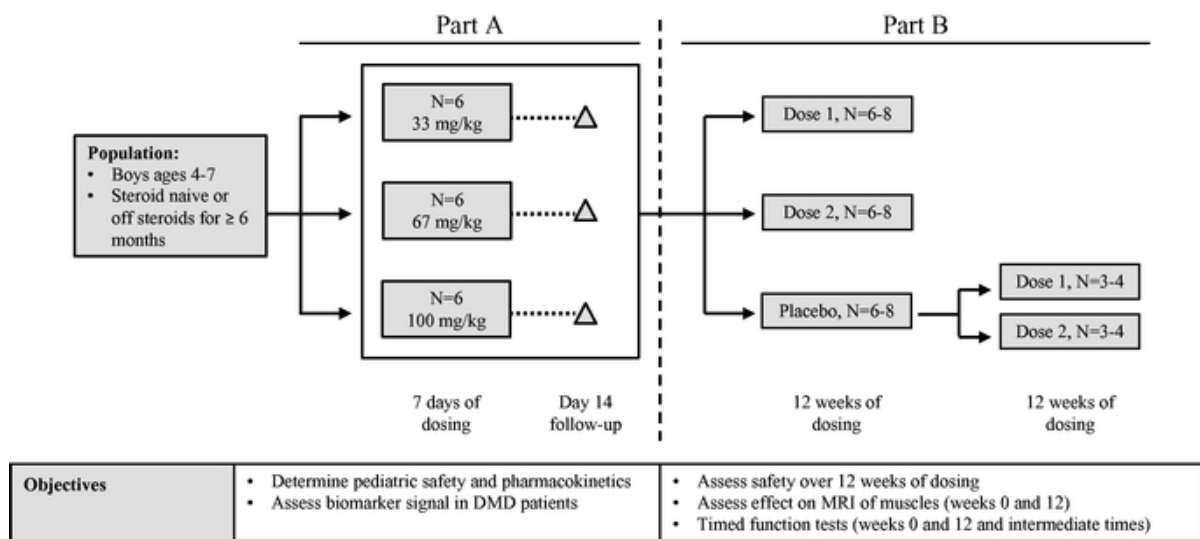 Part A
Part B
Population:
• Boys ages 4-7
• Steroid naive or
off steroids for ≥ 6
months
N=6
33 mg/kg
N=6
67 mg/kg
N=6
100 mg/kg
Dose 1, N=6-8
Dose 2, N=6-8
Placebo, N=6-8
Dose 1, N=3-4
Dose 2, N=3-4
7 days of
dosing
Day 14
follow-up
12 weeks of
dosing
12 weeks of
dosing
Objectives
• Determine pediatric safety and pharmacokinetics
• Assess biomarker signal in DMD patients
• Assess safety over 12 weeks of dosing
• Assess effect on MRI of muscles (weeks 0 and 12)
• Timed function tests (weeks 0 and 12 and intermediate times)